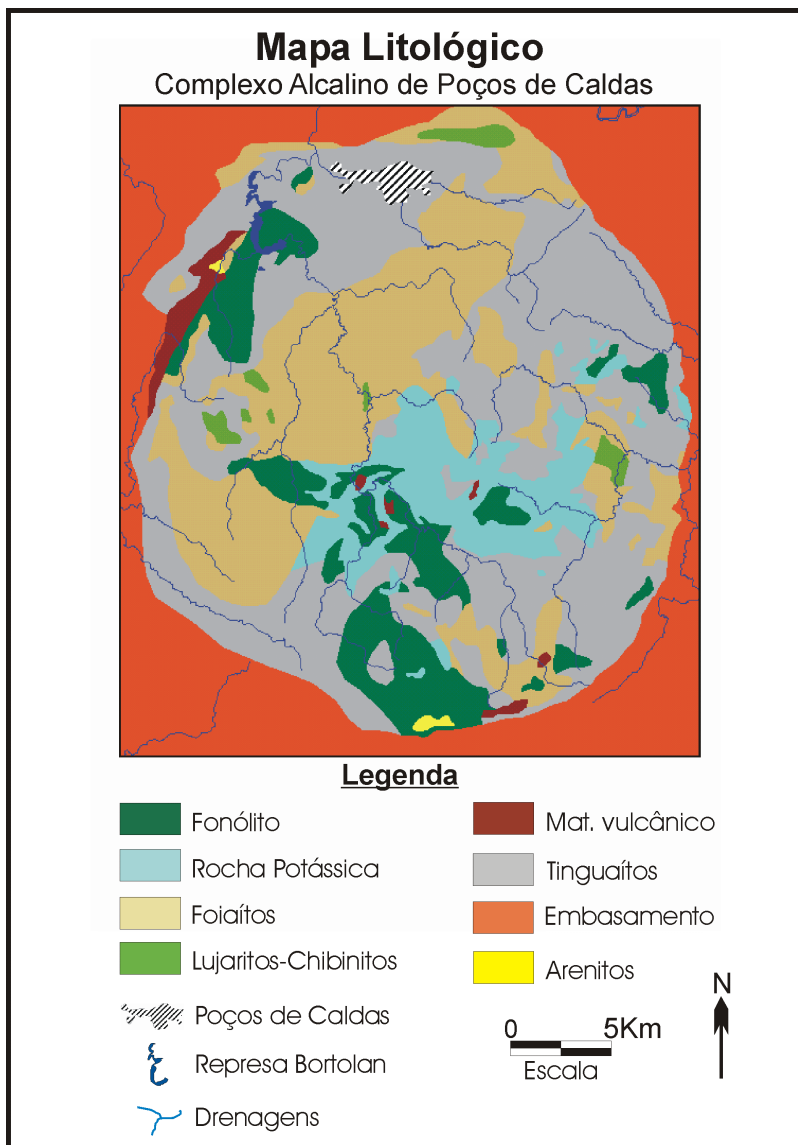 Mapa Litológico
Complexo Alcalino de Poços de Caldas
Legenda
Fonólito
Rocha Potássica
Foiaítos
Lujaritos-Chibinitos
Poços de Caldas
Represa Bortolan
Drenagens
Mat. vulcânico
Tinguaítos
Embasamento
Arenitos
0 5Km
Escala
N